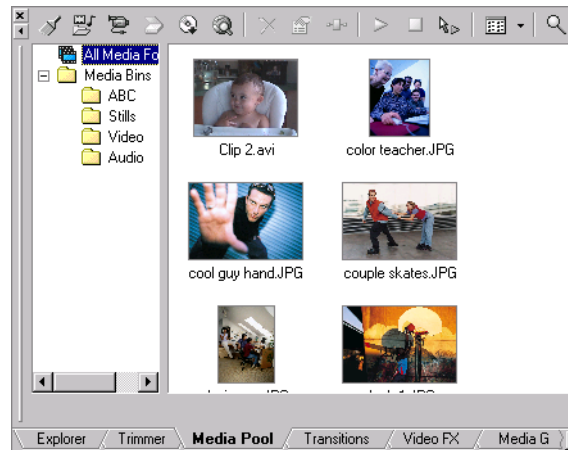 All Media Fo
Media Bins
ABC
Stills
Video
Audio
Clip 2.avi
color teacher.JPG
cool guy hand.JPG
couple skates.JPG
Explorer
Trimmer
Media Pool
Transitions
Video FX
Media G